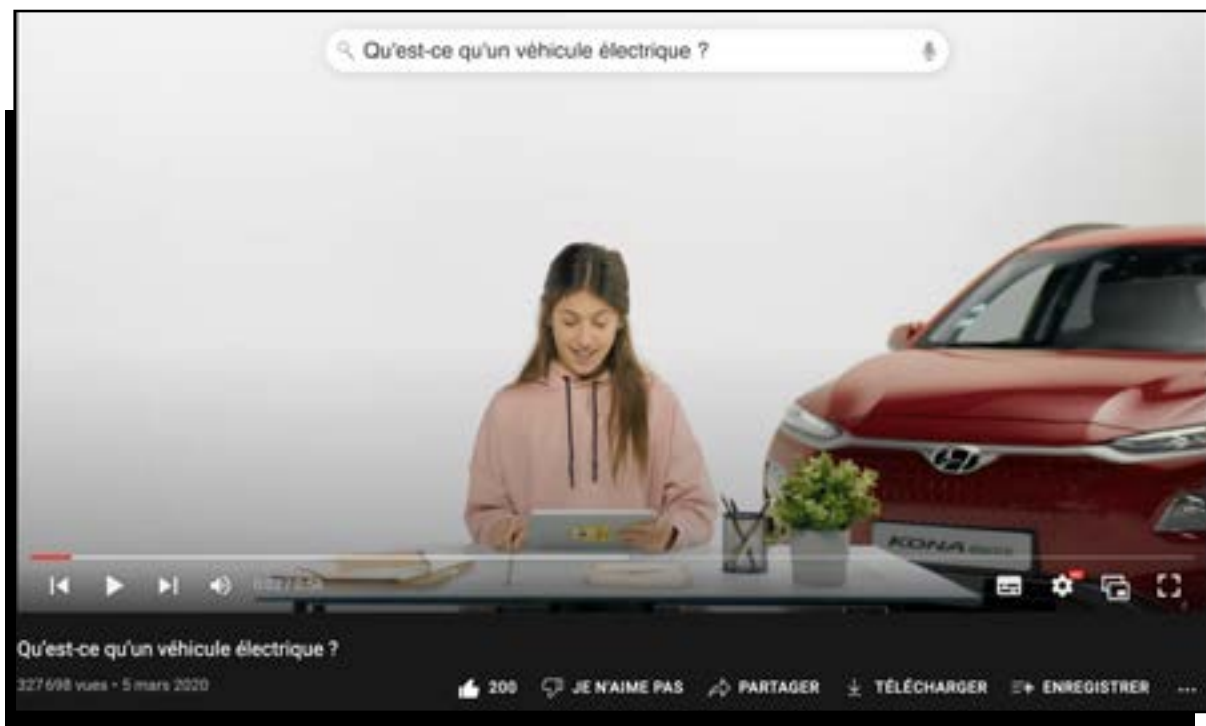 Qu'est-ce qu'un véhicule électrique ?
KONA
Qu'est-ce qu'un véhicule électrique ?
327 698 vues • 5 mars 2020
200 JE N'AIME PAS PARTAGER TÉLÉCHARGER ENREGISTRER ...